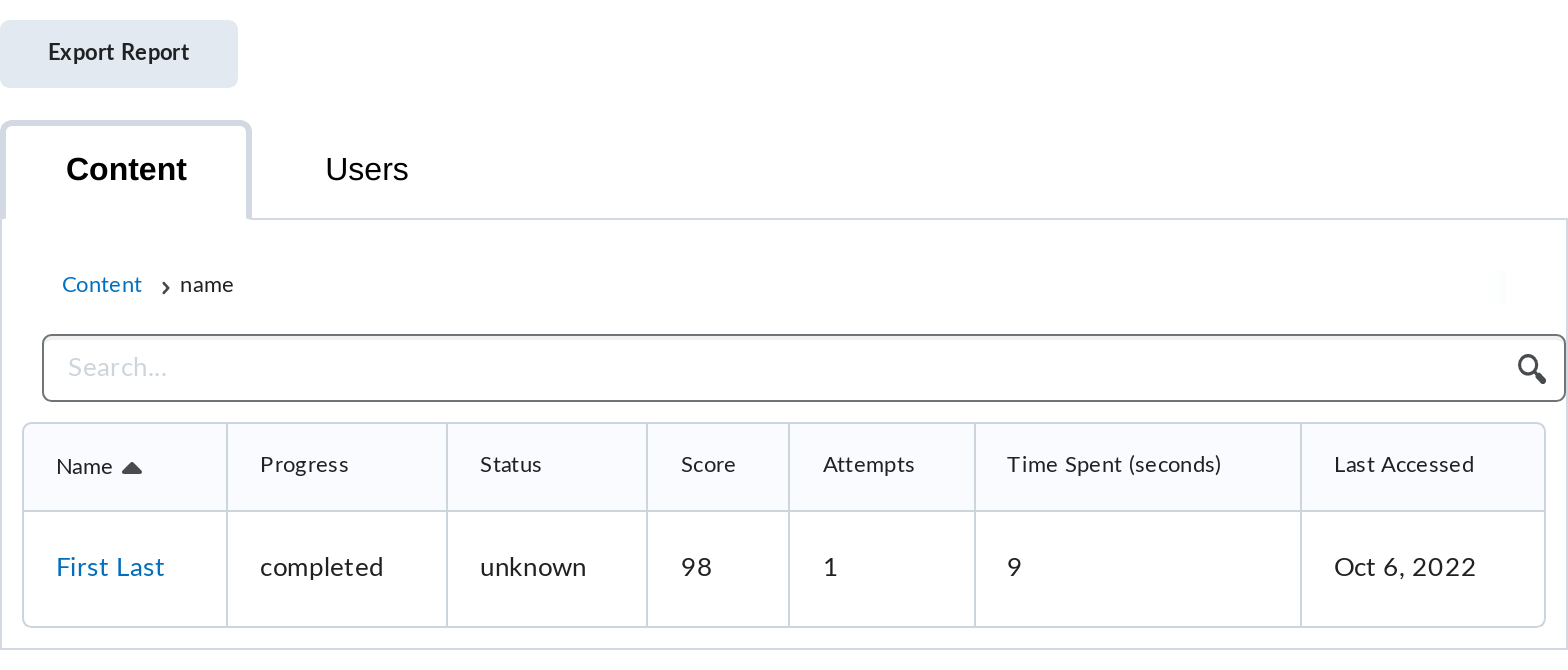 Export Report
Content Users
Content > name
Search...
Name Progress Status Score Attempts Time Spent (seconds) Last Accessed
First Last completed unknown 98 1 9 Oct 6, 2022